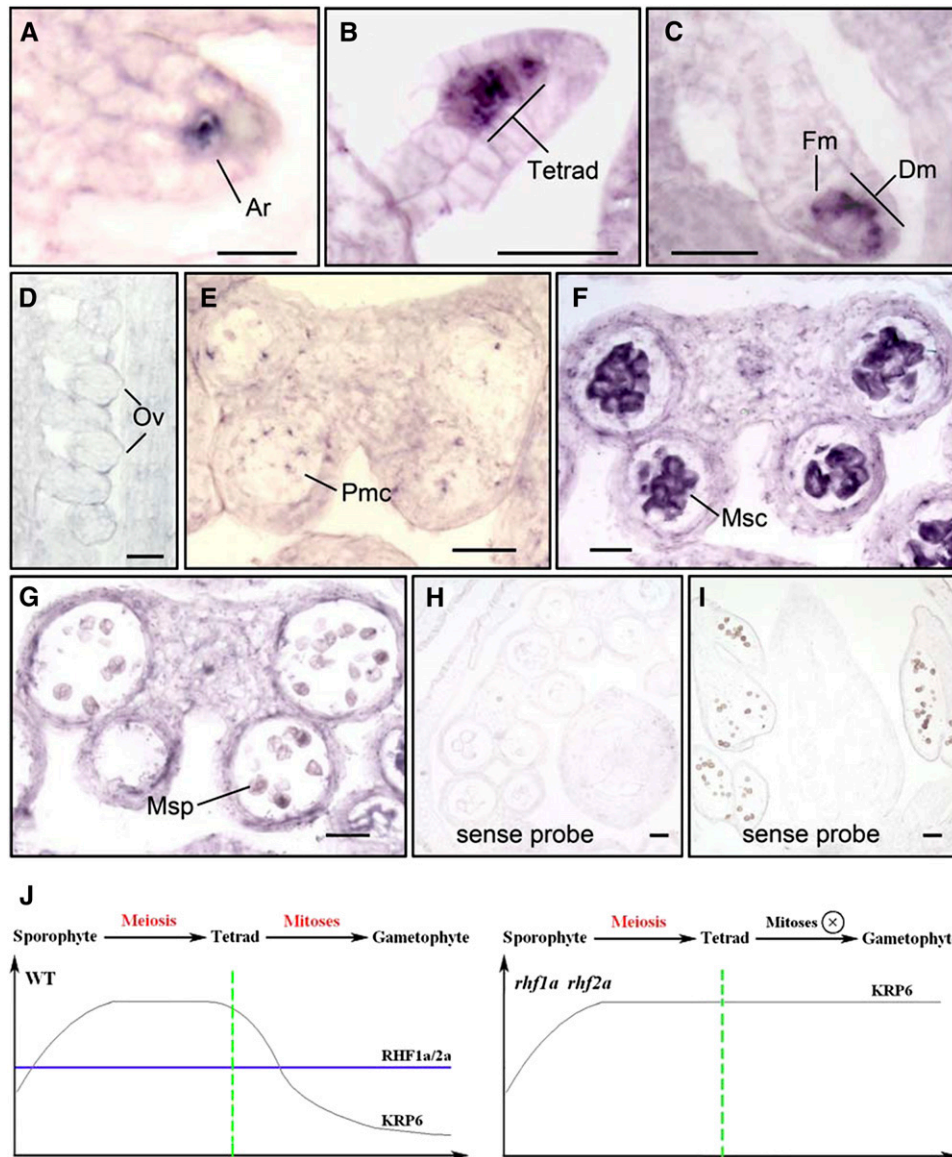 A
Ar
B
Tetrad
C
Fm
Dm
D
Ov
E
Pmc
F
Msc
G
Msp
H
sense probe
I
sense probe
J
Meiosis Mitoses
Sporophyte Tetrad Gametophyte
WT
RHF1a/2a
KRP6
Meiosis Mitoses
Sporophyte Tetrad Gametophyt
rhf1a rhf2a
KRP6